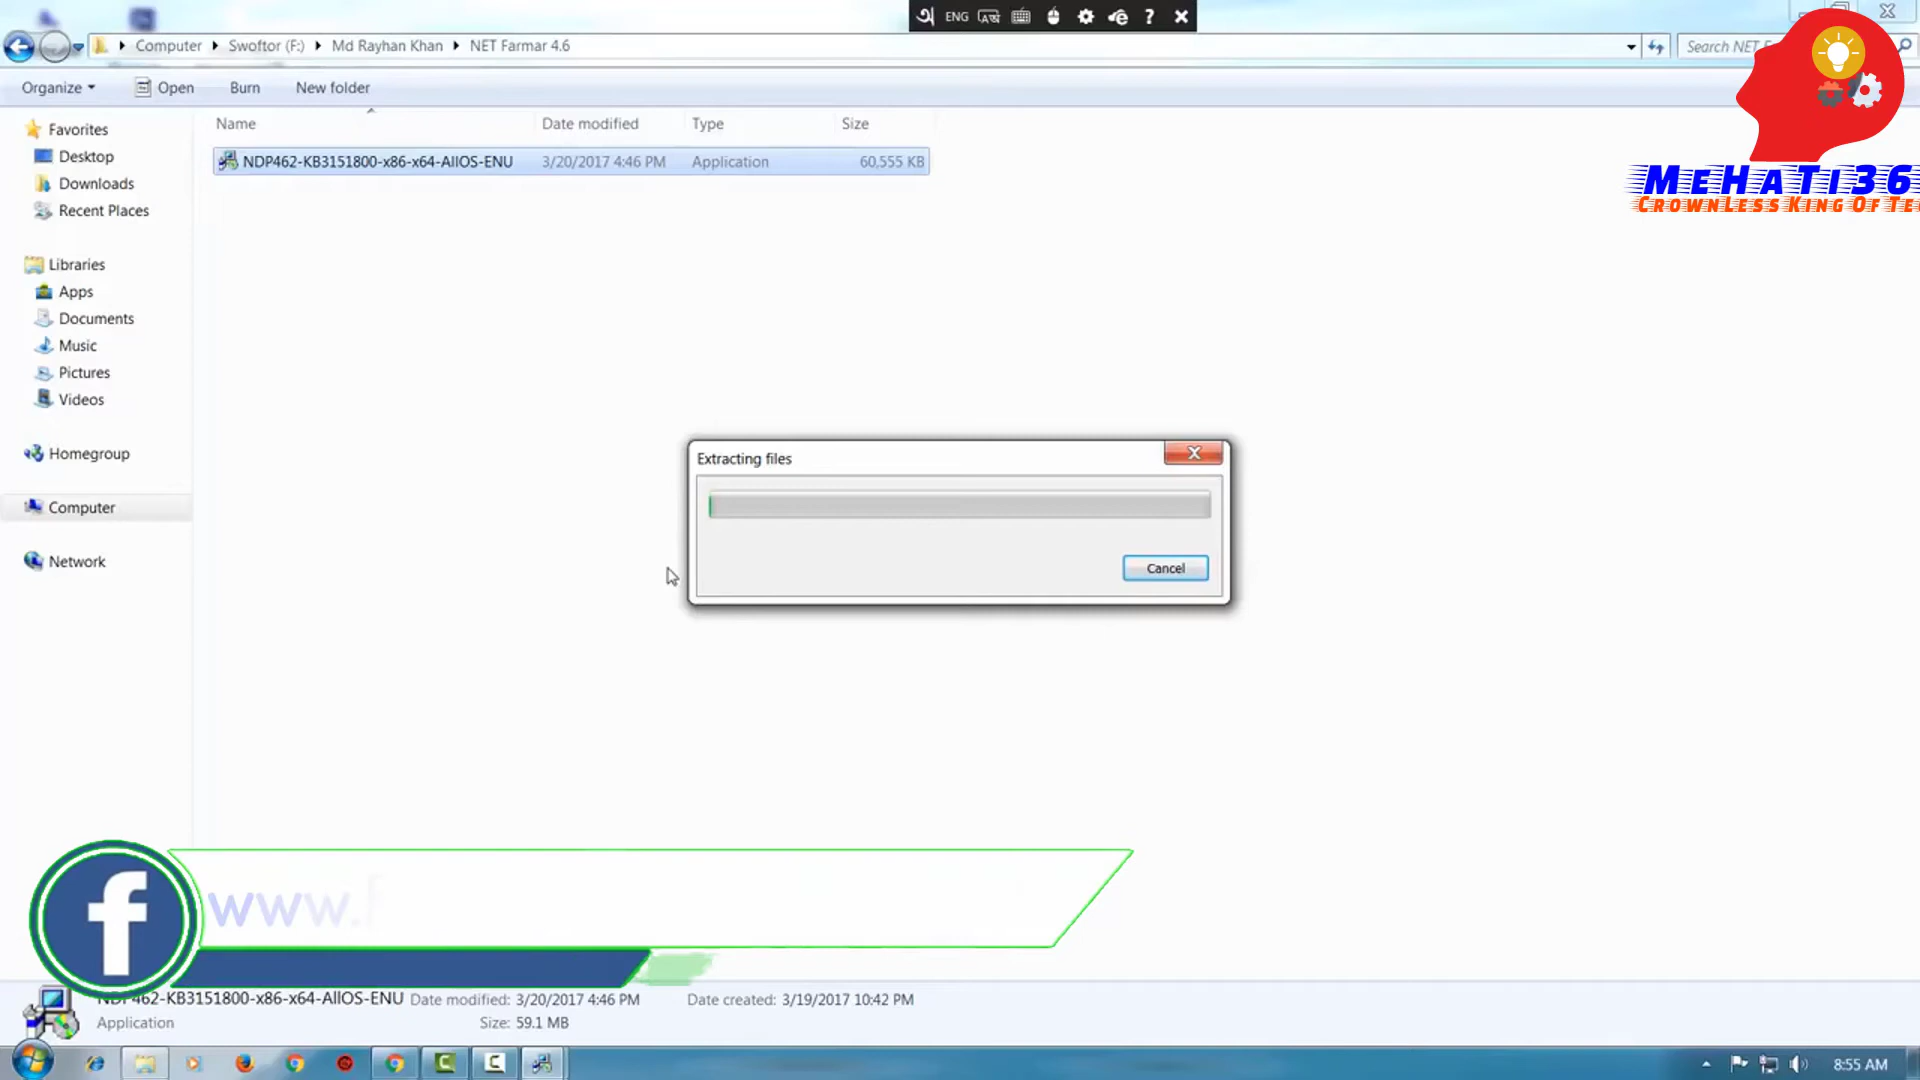 ENG
Computer Swoftor (F:) Md Rayhan Khan NET Farmar 4.6
Search NET
Organize Open Burn New folder
Name Date modified Type Size
NDP462-KB3151800-x86-x64-AllOS-ENU 3/20/2017 4:46 PM Application 60,555 KB
Favorites
Desktop
Downloads
Recent Places
Libraries
Apps
Documents
Music
Pictures
Videos
Homegroup
Computer
Network
MeHaTi36
CrownLess King Of Te
Extracting files
Cancel
f
www.f
NDP462-KB3151800-x86-x64-AllOS-ENU Date modified: 3/20/2017 4:46 PM Date created: 3/19/2017 10:42 PM
Application Size: 59.1 MB
8:55 AM